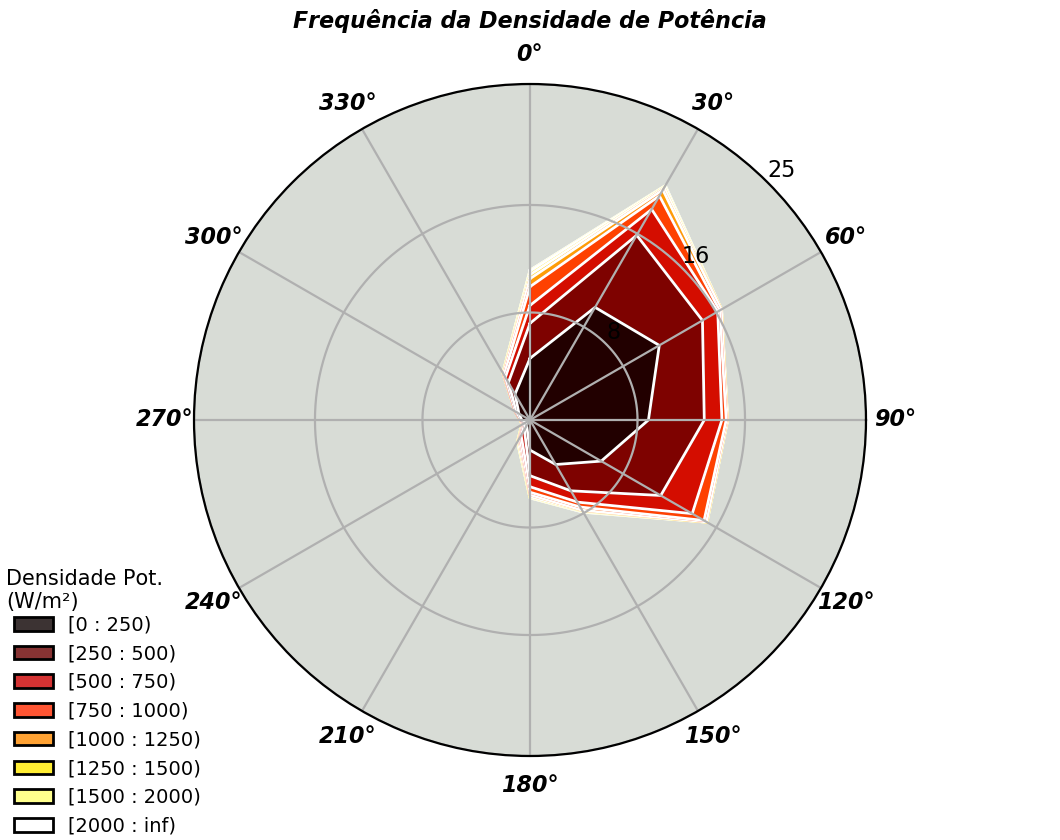 Frequência da Densidade de Potência
0°
330°
30°
25
300°
60°
16
8
270°
90°
240°
120°
210°
150°
180°
Densidade Pot.
(W/m²)
[0 : 250)
[250 : 500)
[500 : 750)
[750 : 1000)
[1000 : 1250)
[1250 : 1500)
[1500 : 2000)
[2000 : inf)